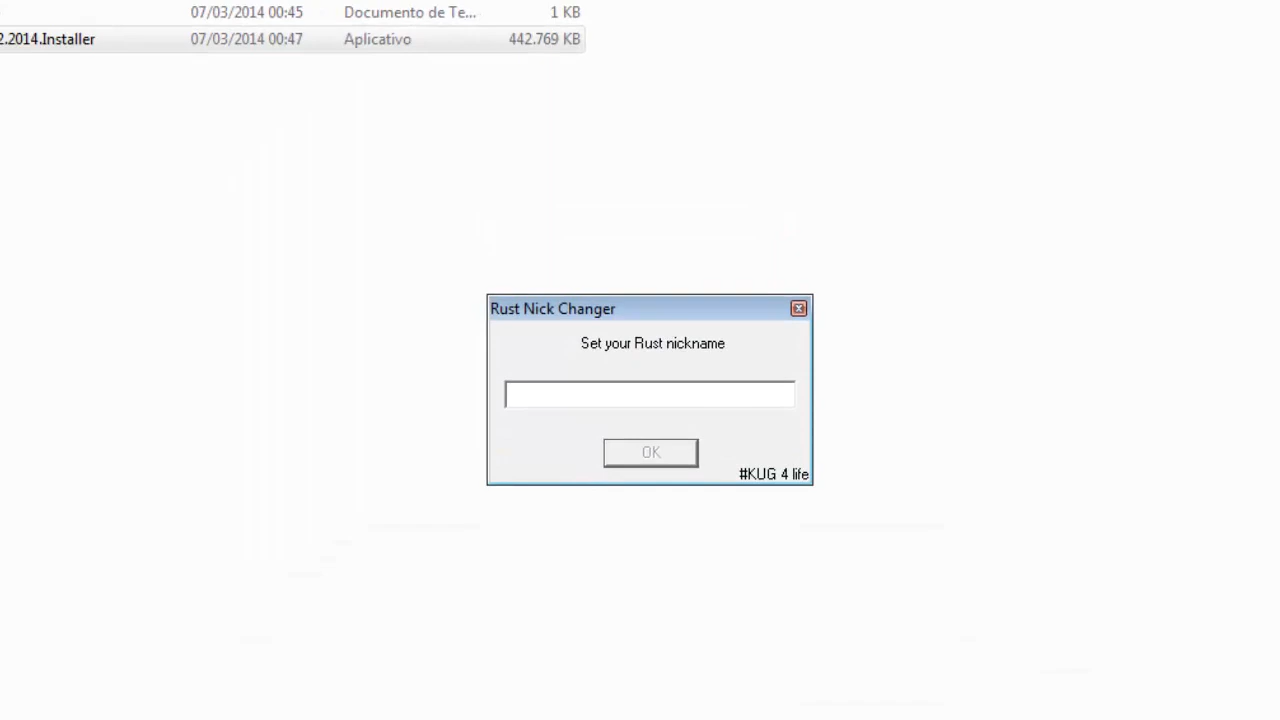 07/03/2014 00:45 Documento de Te... 1 KB
2.2014.Installer 07/03/2014 00:47 Aplicativo 442.769 KB
Rust Nick Changer
Set your Rust nickname
OK
#KUG 4 life